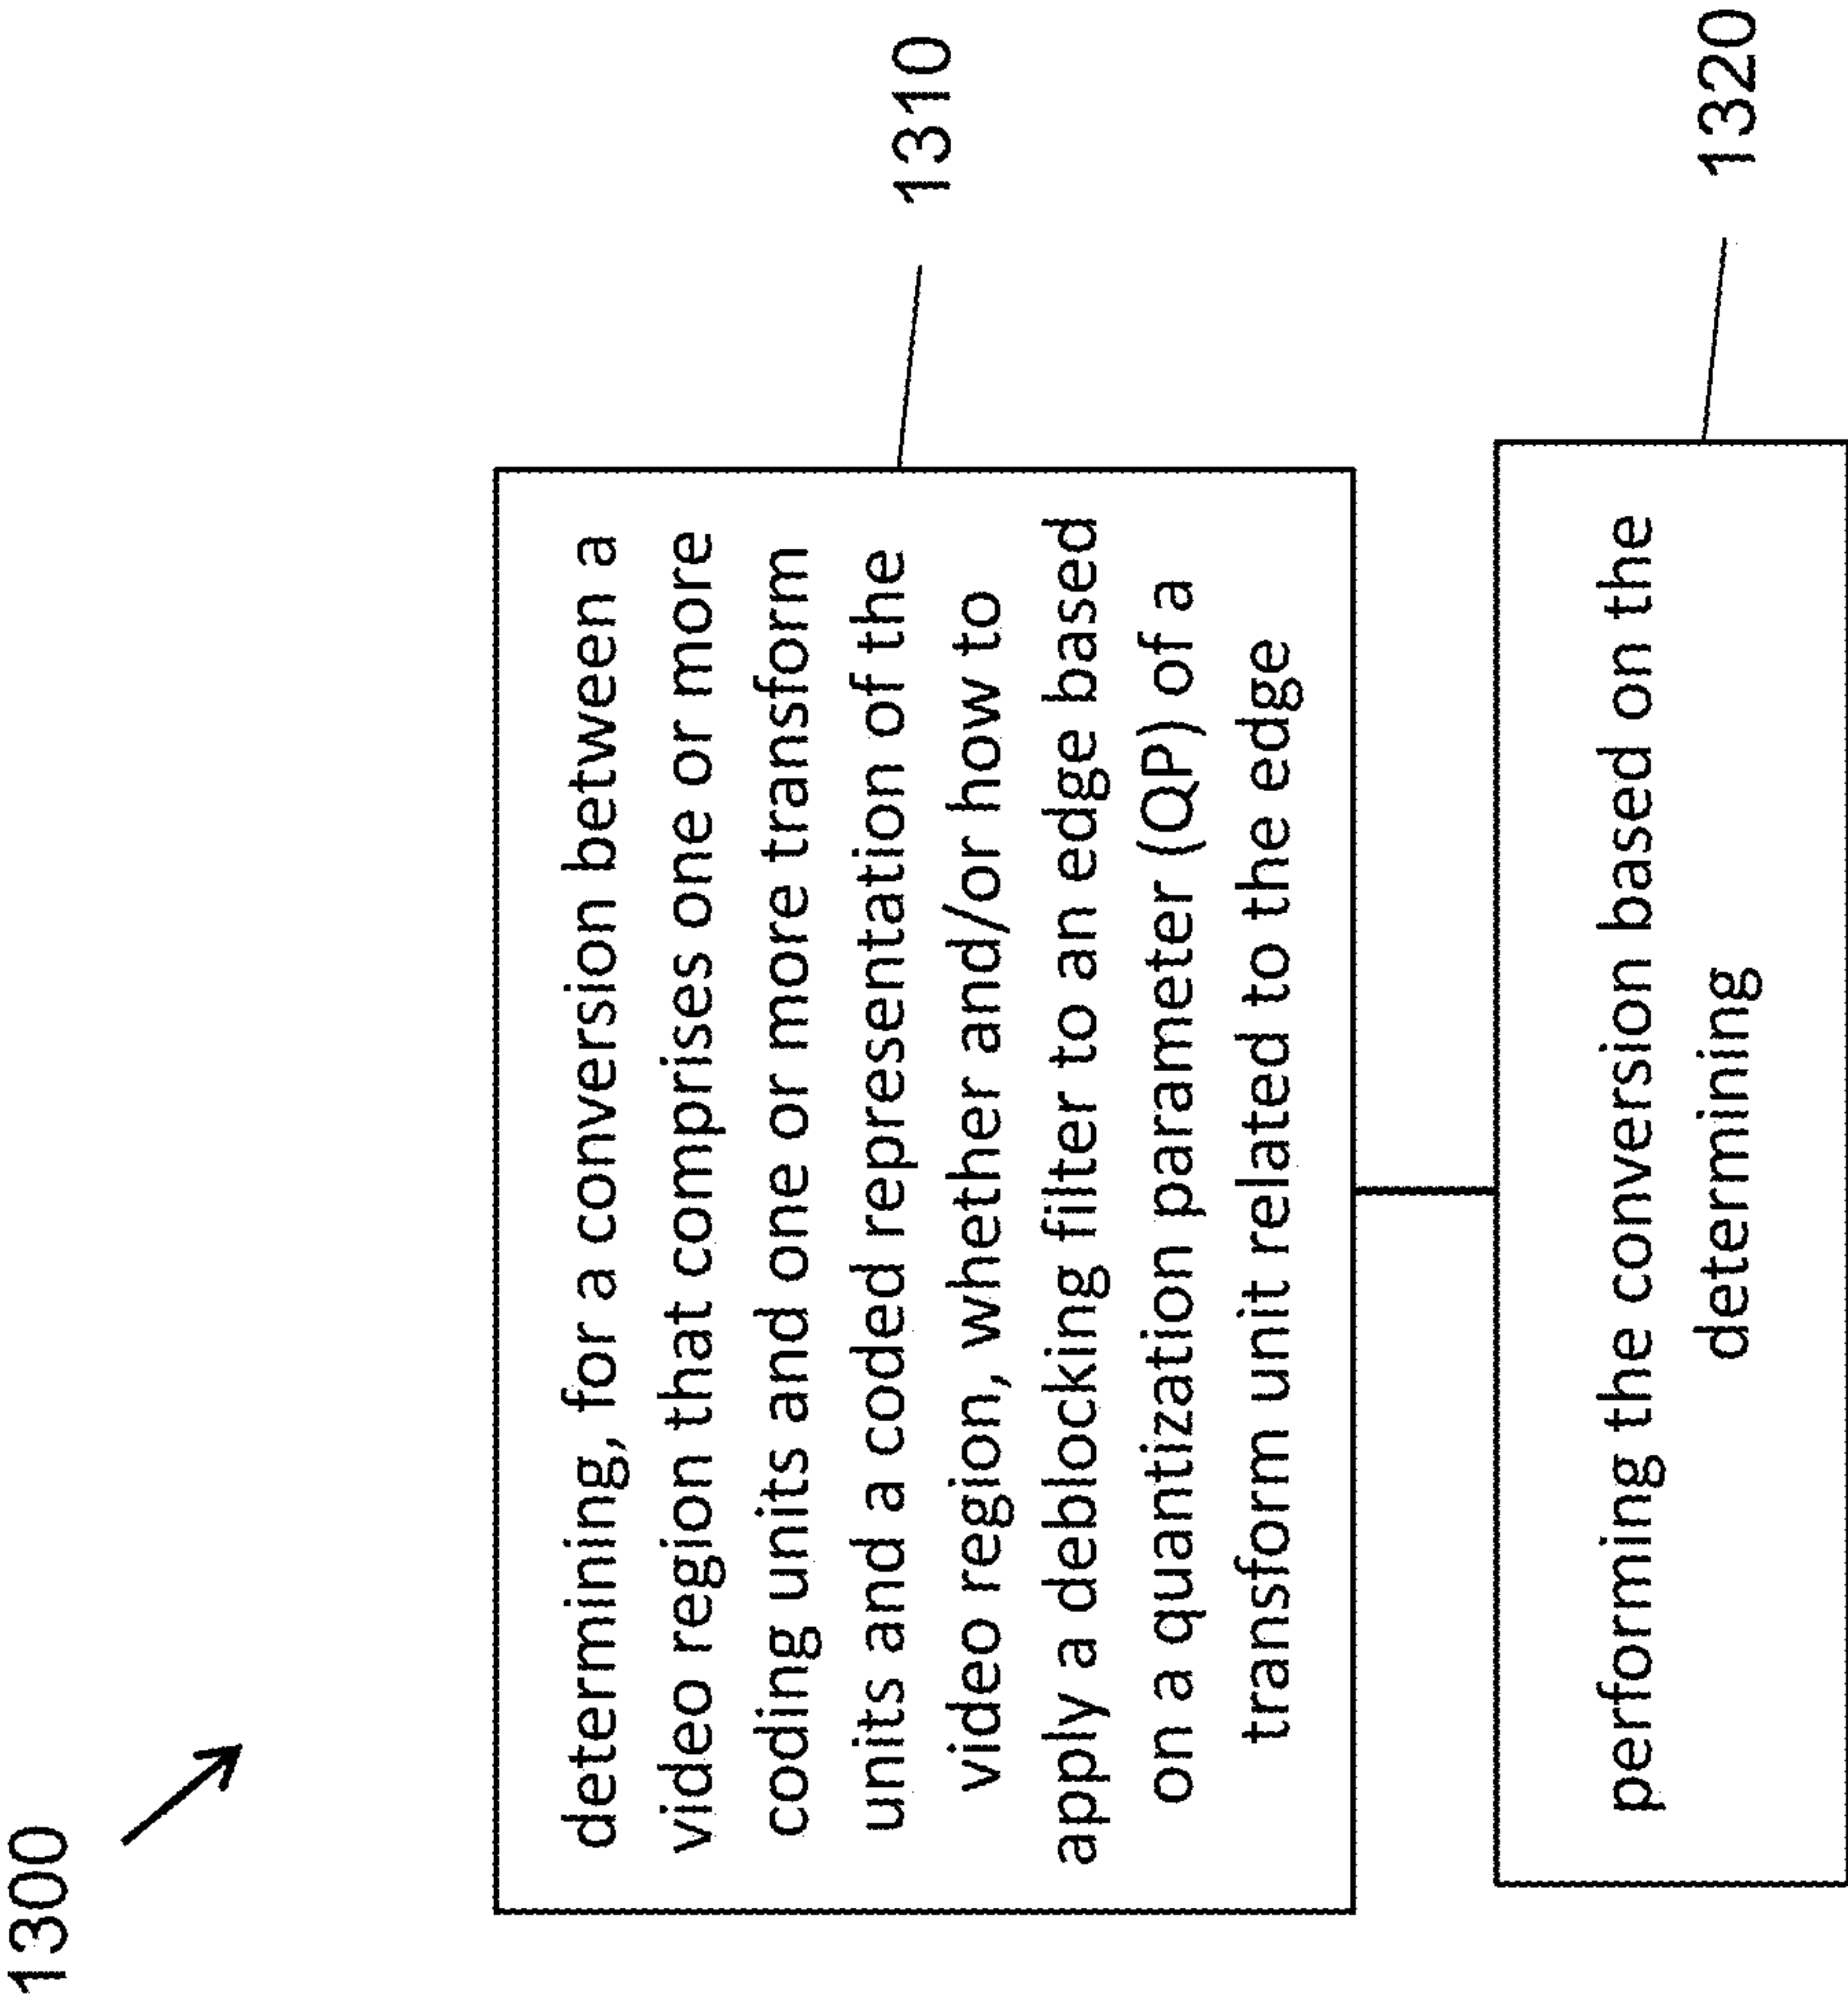 1300
determining, for a conversion between a
video region that comprises one or more
coding units and one or more transform
units and a coded representation of the
video region, whether and/or how to
apply a deblocking filter to an edge based
on a quantization parameter (QP) of a
transform unit related to the edge
1310
performing the conversion based on the
determining
1320